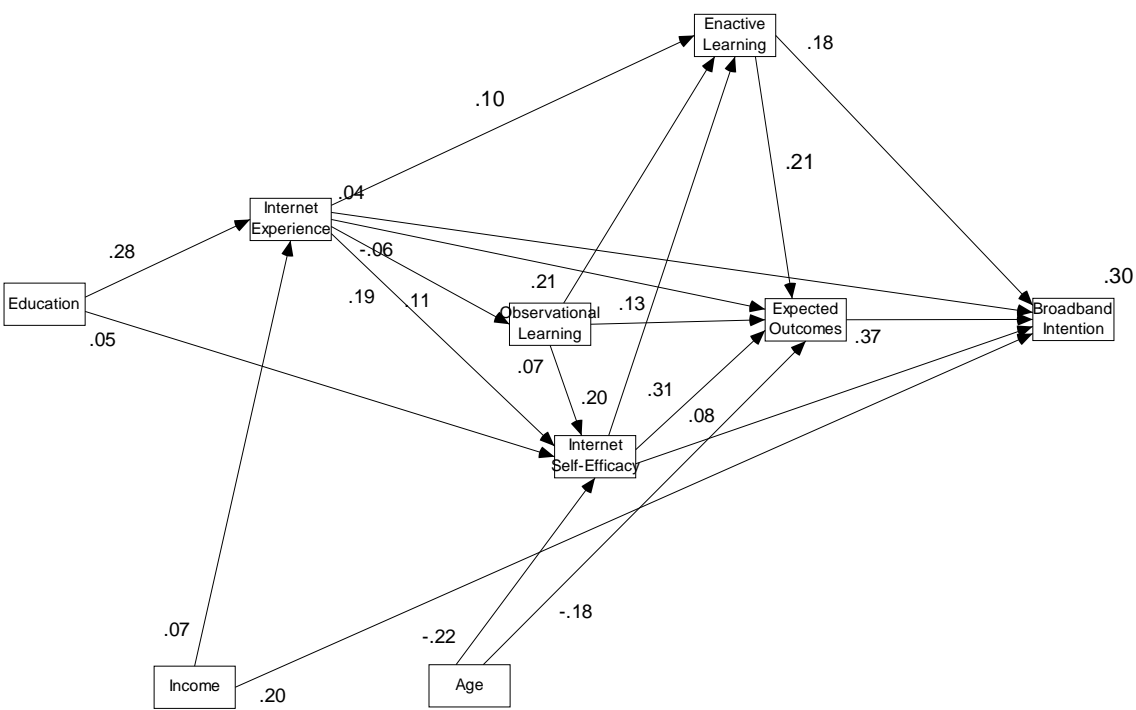 Enactive
Learning
.18
.10
.21
.04
Internet
Experience
-.06
.28
.19
.11
.21
.13
.30
Education
Observational
Learning
Expected
Outcomes
Broadband
Intention
.05
.37
.07
.20
.31
.08
Internet
Self-Efficacy
-.18
-.22
.07
Income
Age
.20